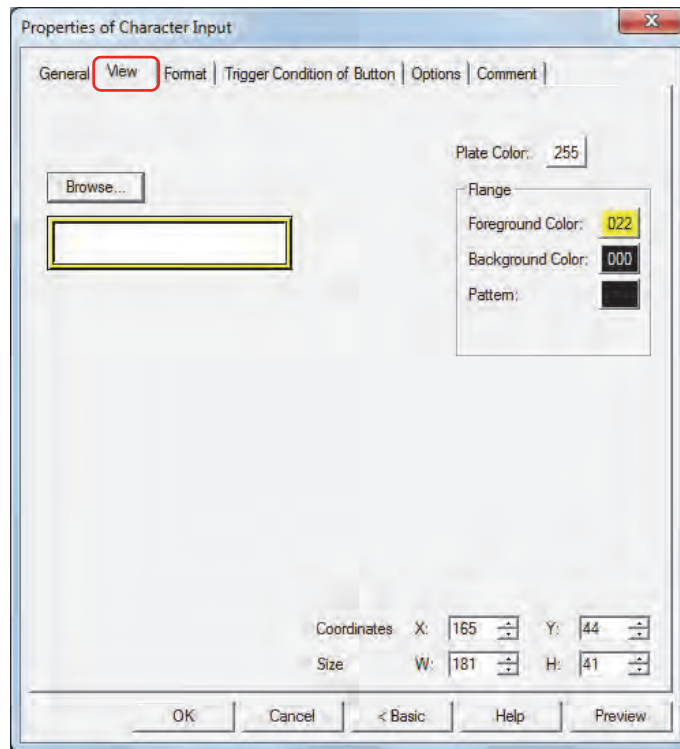 Properties of Character Input
x
General View Format Trigger Condition of Button Options Comment
Plate Color: 255
Browse...
Flange
Foreground Color: 022
Background Color: 000
Pattern:
Coordinates X: 165 Y: 44
Size W: 181 H: 41
OK Cancel < Basic Help Preview